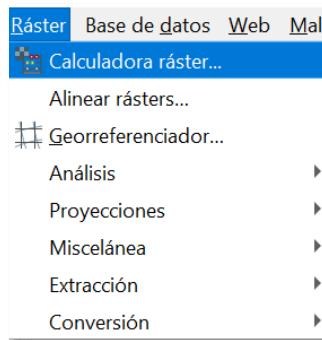 Ráster Base de datos Web Mal
Calculadora ráster...
Alinear rásters...
Georreferenciador...
Análisis
Proyecciones
Miscelánea
Extracción
Conversión